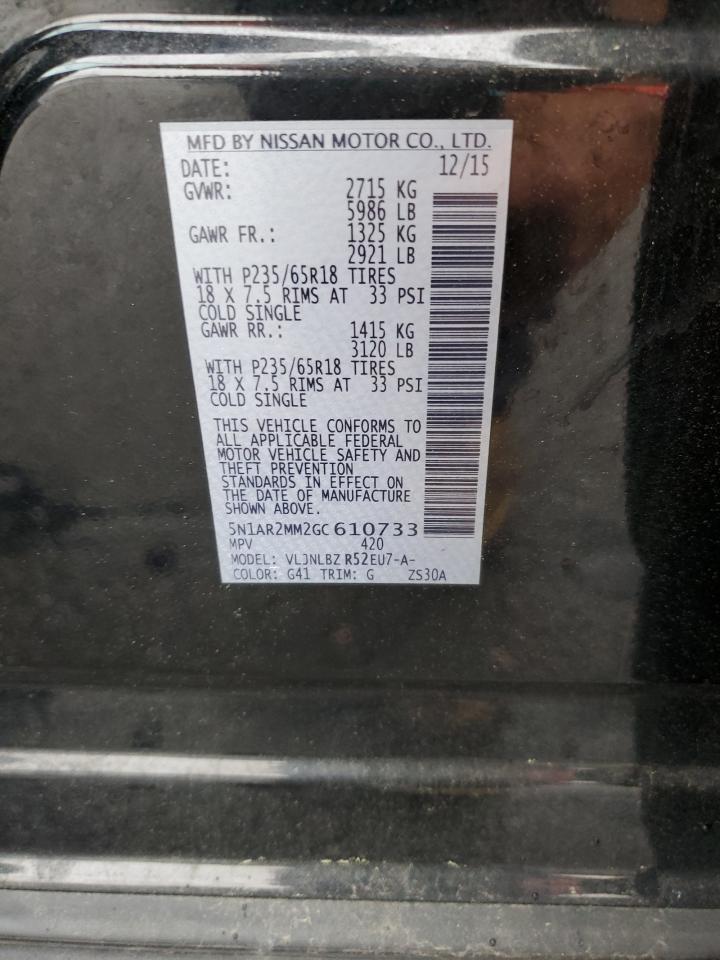 MFD BY NISSAN MOTOR CO., LTD.
DATE: 12/15
GVWR: 2715 KG
5986 LB
GAWR FR.: 1325 KG
2921 LB
WITH P235/65R18 TIRES
18 X 7.5 RIMS AT 33 PSI
COLD SINGLE
GAWR RR.: 1415 KG
3120 LB
WITH P235/65R18 TIRES
18 X 7.5 RIMS AT 33 PSI
COLD SINGLE
THIS VEHICLE CONFORMS TO
ALL APPLICABLE FEDERAL
MOTOR VEHICLE SAFETY AND
THEFT PREVENTION
STANDARDS IN EFFECT ON
THE DATE OF MANUFACTURE
SHOWN ABOVE.
5N1AR2MM2GC 610733
MPV 420
MODEL: VLJNLBZ R52EU7-A-
COLOR: G41 TRIM: G ZS30A